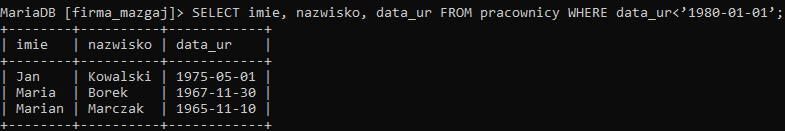 MariaDB [firma_mazgaj]> SELECT imie, nazwisko, data_ur FROM pracownicy WHERE data_ur<’1980-01-01’;
+--------+----------+------------+
| imie   | nazwisko | data_ur    |
+--------+----------+------------+
| Jan    | Kowalski | 1975-05-01 |
| Maria  | Borek    | 1967-11-30 |
| Marian | Marczak  | 1965-11-10 |
+--------+----------+------------+